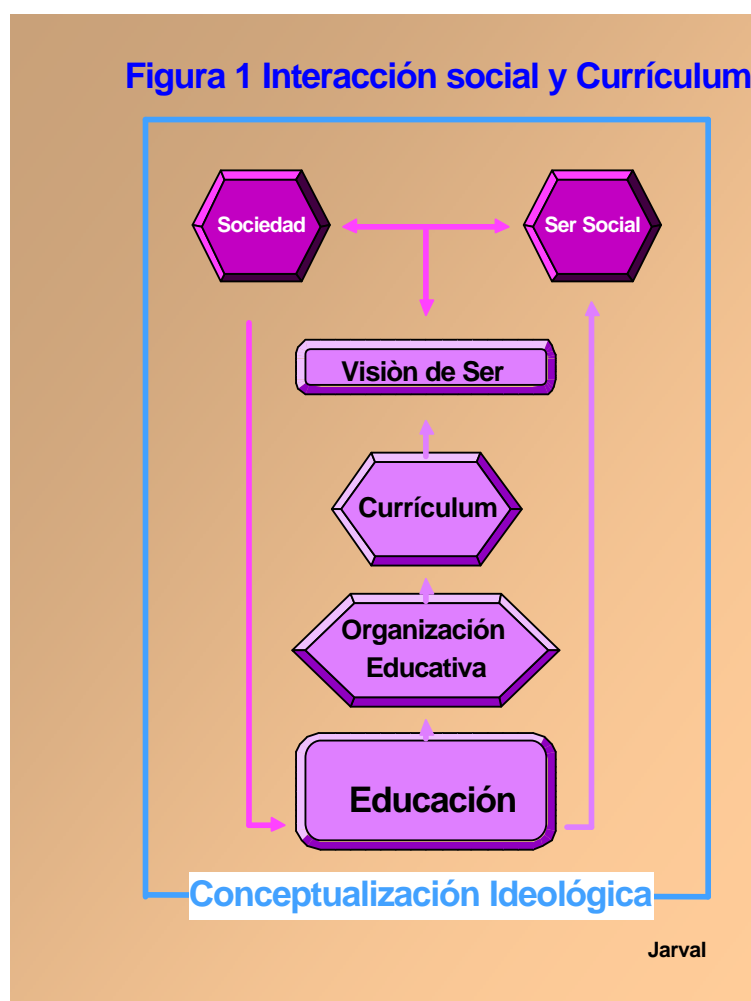 Figura 1 Interacción social y Currículum
Sociedad
Ser Social
Visiòn de Ser
Currículum
Organización
Educativa
Educación
Conceptualización Ideológica
Jarval